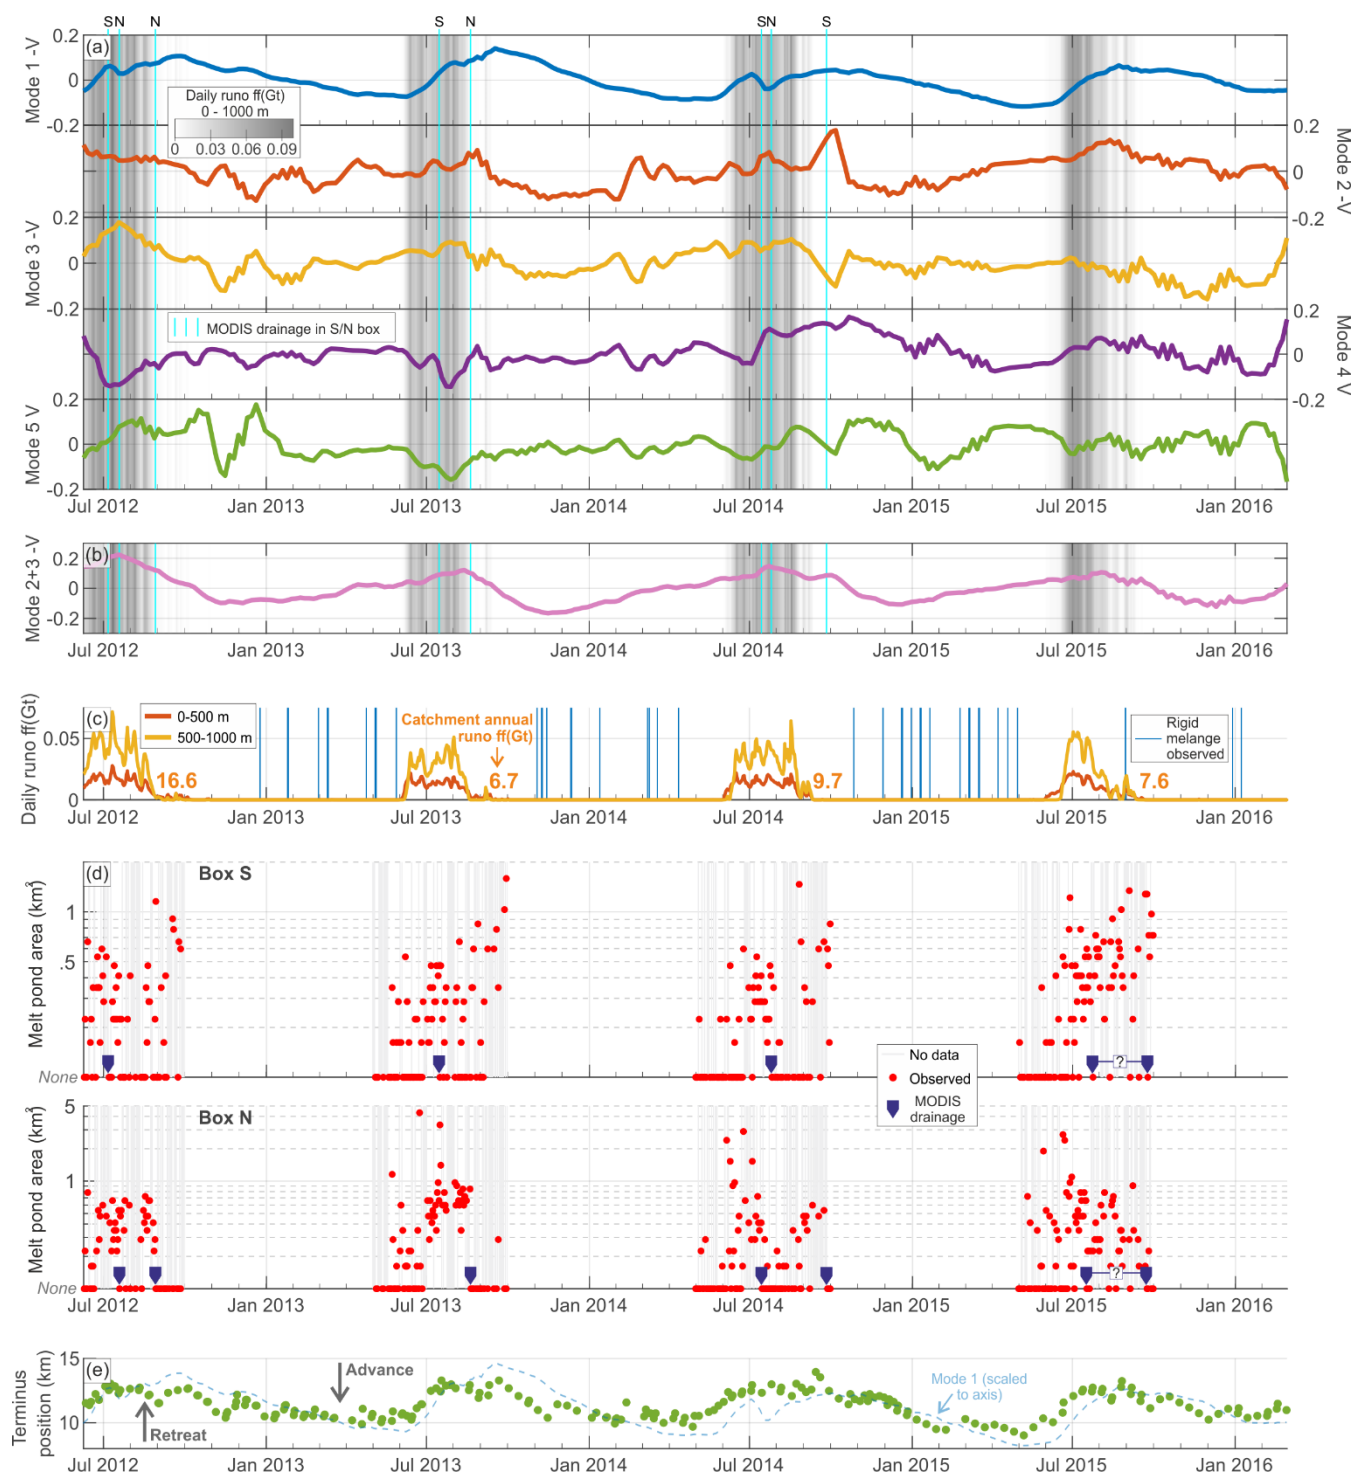 S N N S N S N S
(a)
0.2
0
-0.2
Mode 1 -V
Daily runo ff(Gt)
0 - 1000 m
0 0.03 0.06 0.09
0.2
0
-0.2
Mode 2 -V
0.2
0
-0.2
Mode 3 -V
MODIS drainage in S/N box
0.2
0
-0.2
Mode 4 V
0.2
0
-0.2
Mode 5 V
Jul 2012 Jan 2013 Jul 2013 Jan 2014 Jul 2014 Jan 2015 Jul 2015 Jan 2016
(b)
0.2
0
-0.2
Mode 2+3 -V
Jul 2012 Jan 2013 Jul 2013 Jan 2014 Jul 2014 Jan 2015 Jul 2015 Jan 2016
(c)
Daily runo ff(Gt)
0.05
0
0-500 m
500-1000 m
Catchment annual
runo ff(Gt)
16.6 6.7 9.7 7.6
Rigid
melange
observed
Jul 2012 Jan 2013 Jul 2013 Jan 2014 Jul 2014 Jan 2015 Jul 2015 Jan 2016
(d)
Box S
Melt pond area (km²)
1
.5
None
?
No data
Observed
MODIS
drainage
Box N
Melt pond area (km²)
5
1
None
?
Jul 2012 Jan 2013 Jul 2013 Jan 2014 Jul 2014 Jan 2015 Jul 2015 Jan 2016
(e)
Terminus
position (km)
15
10
Advance
Retreat
Mode 1 (scaled
to axis)
Jul 2012 Jan 2013 Jul 2013 Jan 2014 Jul 2014 Jan 2015 Jul 2015 Jan 2016